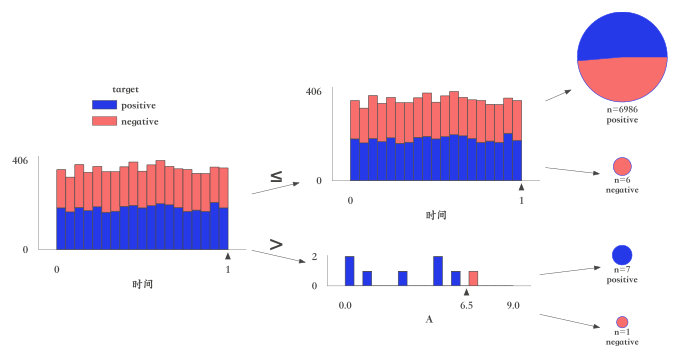 target
positive
negative
406
0
0
1
时间
≤
>
406
0
0
1
时间
2
0
0.0
6.5
9.0
A
n=6986
positive
n=6
negative
n=7
positive
n=1
negative